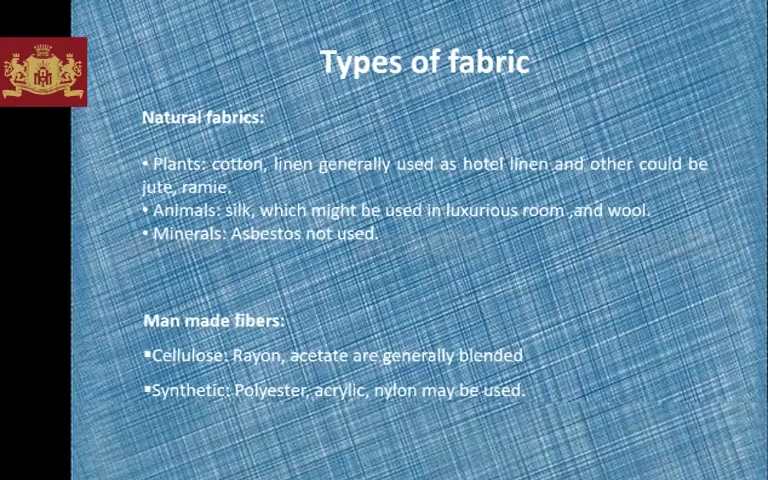 Types of fabric
Natural fabrics:
• Plants: cotton, linen generally used as hotel linen and other could be
jute, ramie.
• Animals: silk, which might be used in luxurious room ,and wool.
• Minerals: Asbestos not used.
Man made fibers:
▪Cellulose: Rayon, acetate are generally blended
▪Synthetic: Polyester, acrylic, nylon may be used.